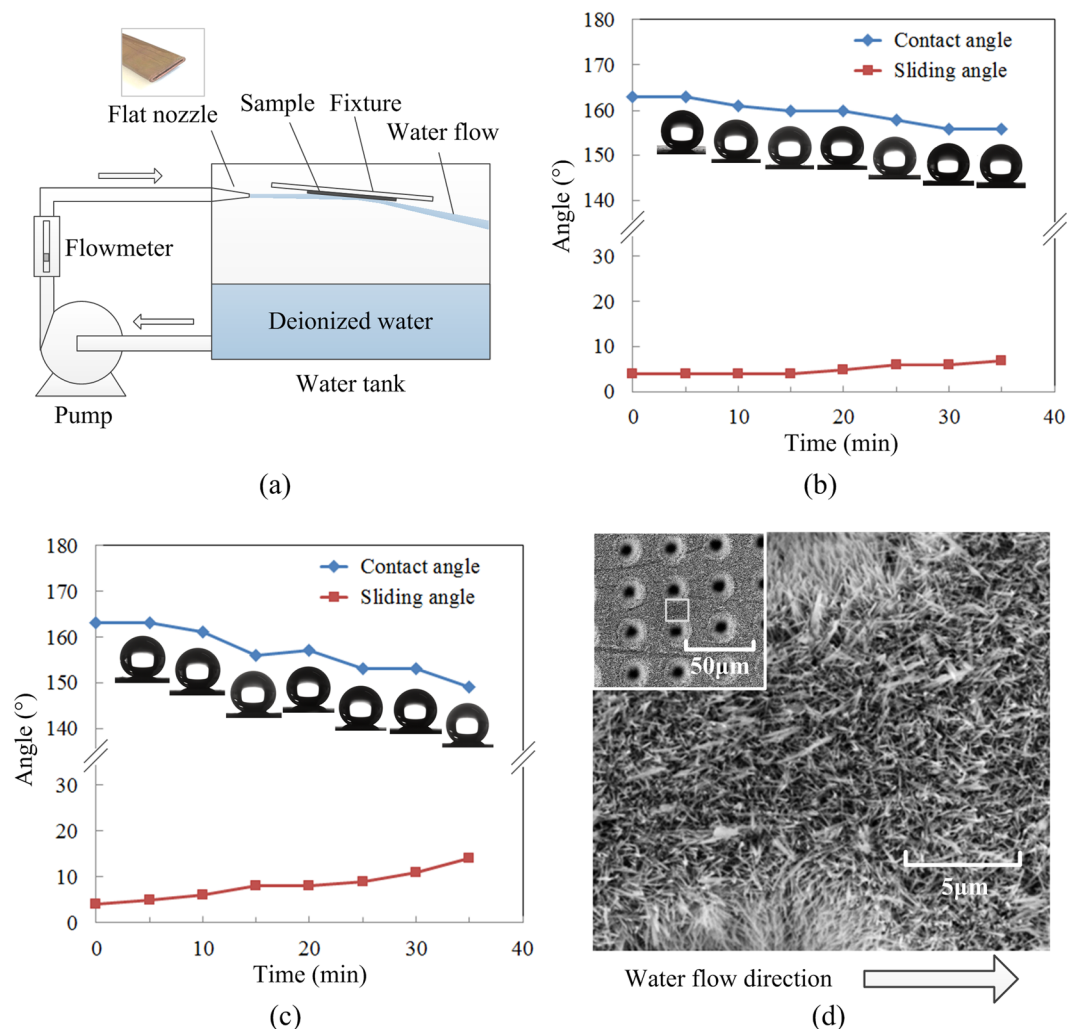 Flat nozzle
Sample
Fixture
Water flow
Flowmeter
Deionized water
Water tank
Pump
(a)
180
170
160
150
140
30
20
10
0
Angle (°)
Contact angle
Sliding angle
0 10 20 30 40
Time (min)
(b)
180
170
160
150
140
30
20
10
0
Angle (°)
Contact angle
Sliding angle
0 10 20 30 40
Time (min)
(c)
50μm
5μm
Water flow direction
(d)